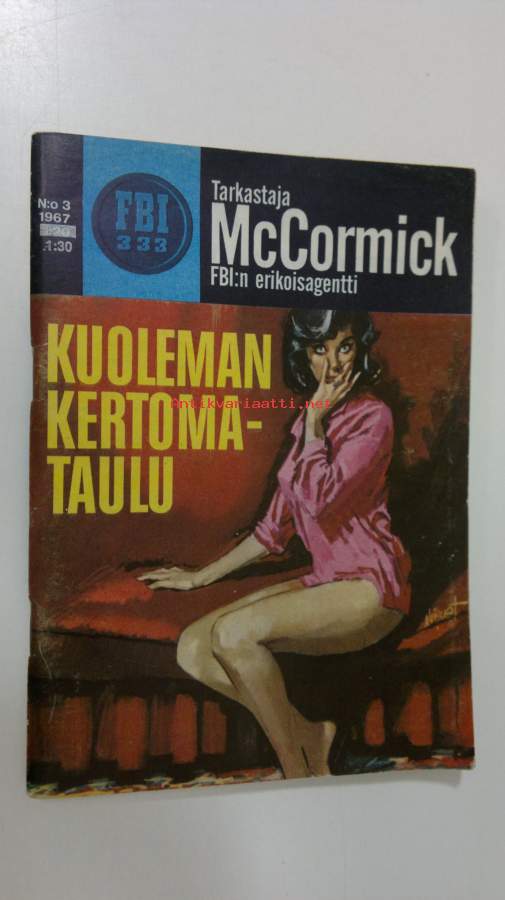 N:o 3
1967
1:30
FBI
333
Tarkastaja
McCormick
FBI:n erikoisagentti
KUOLEMAN
KERTOMA-
TAULU
Antikvariaatti.net